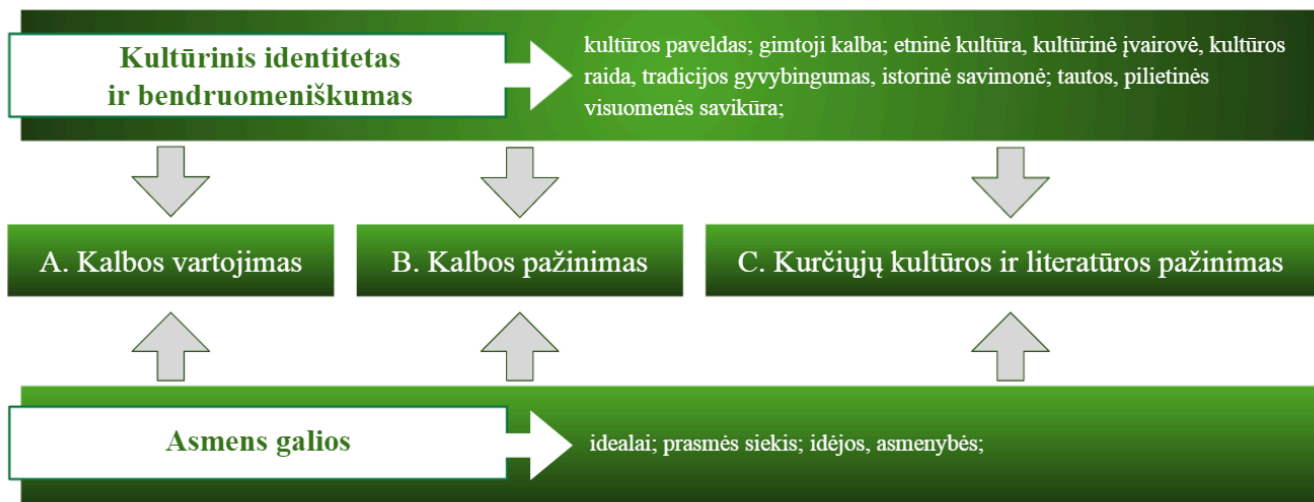 Kultūrinis identitetas
ir bendruomeniškumas
kultūros paveldas; gimtoji kalba; etninė kultūra, kultūrinė įvairovė, kultūros
raida, tradicijos gyvybingumas, istorinė savimonė; tautos, pilietinės
visuomenės savikūra;
A. Kalbos vartojimas
B. Kalbos pažinimas
C. Kurčiųjų kultūros ir literatūros pažinimas
Asmens galios
idealai; prasmės siekis; idėjos, asmenybės;